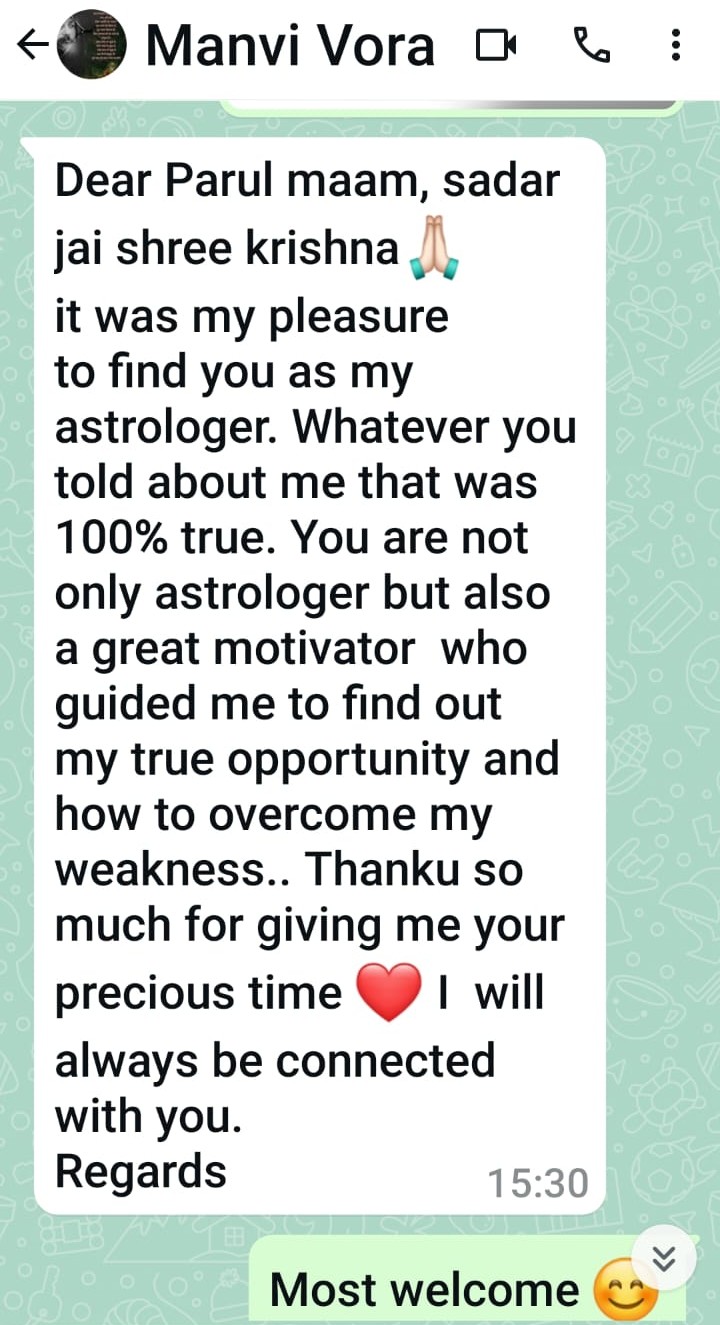 Manvi Vora
Dear Parul maam, sadar
jai shree krishna🙏
it was my pleasure
to find you as my
astrologer. Whatever you
told about me that was
100% true. You are not
only astrologer but also
a great motivator  who
guided me to find out
my true opportunity and
how to overcome my
weakness.. Thanku so
much for giving me your
precious time ❤️ I  will
always be connected
with you.
Regards
15:30
Most welcome 😊